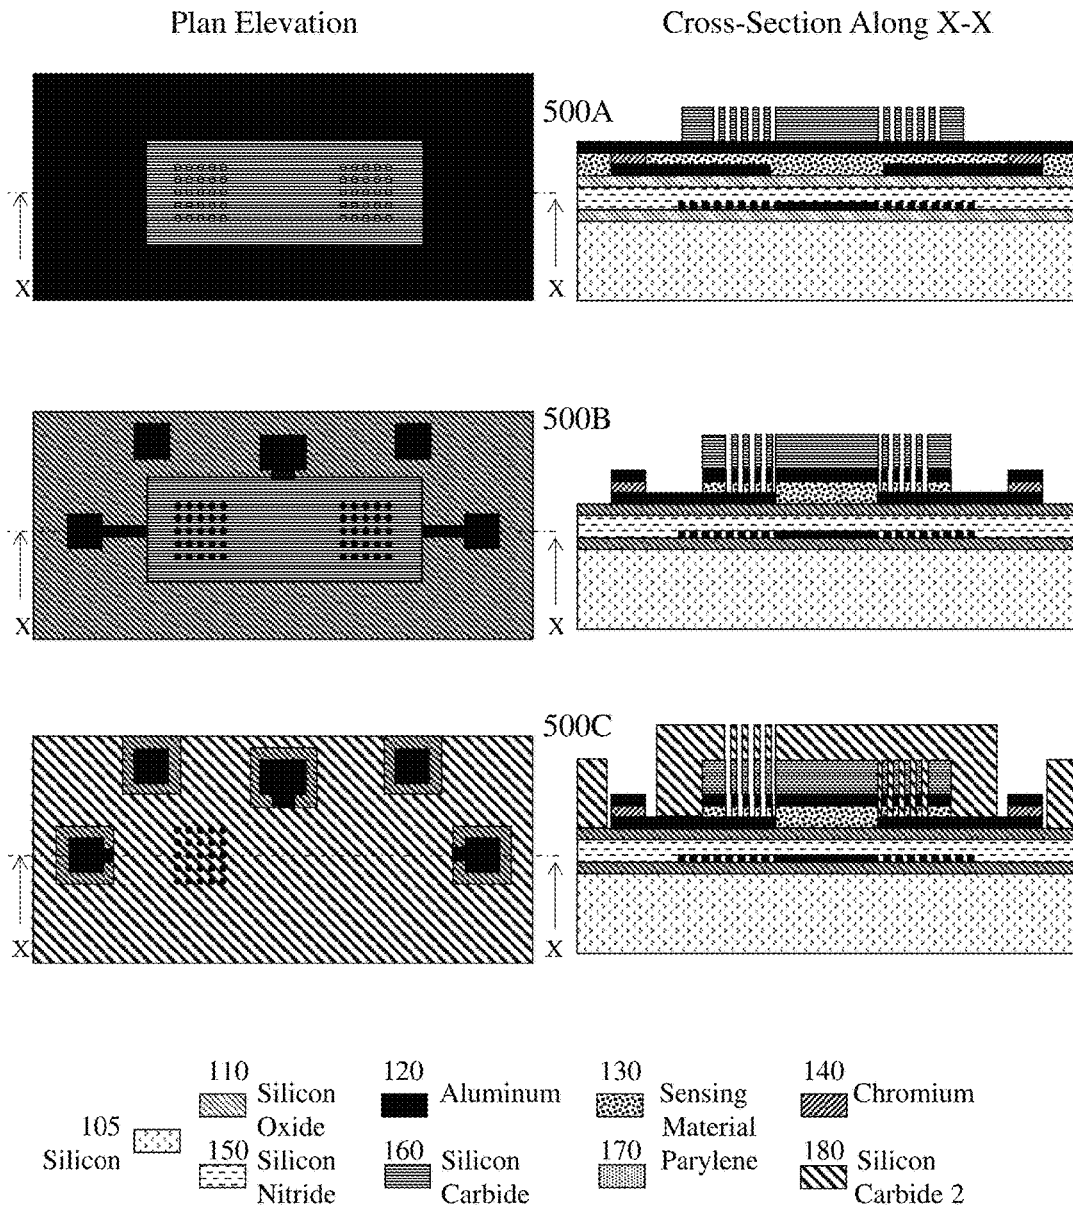 Plan Elevation
Cross-Section Along X-X
500A
X
X
500B
X
X
500C
X
X
105
Silicon
110
Silicon
Oxide
120
Aluminum
130
Sensing
Material
140
Chromium
150
Silicon
Nitride
160
Silicon
Carbide
170
Parylene
180
Silicon
Carbide 2